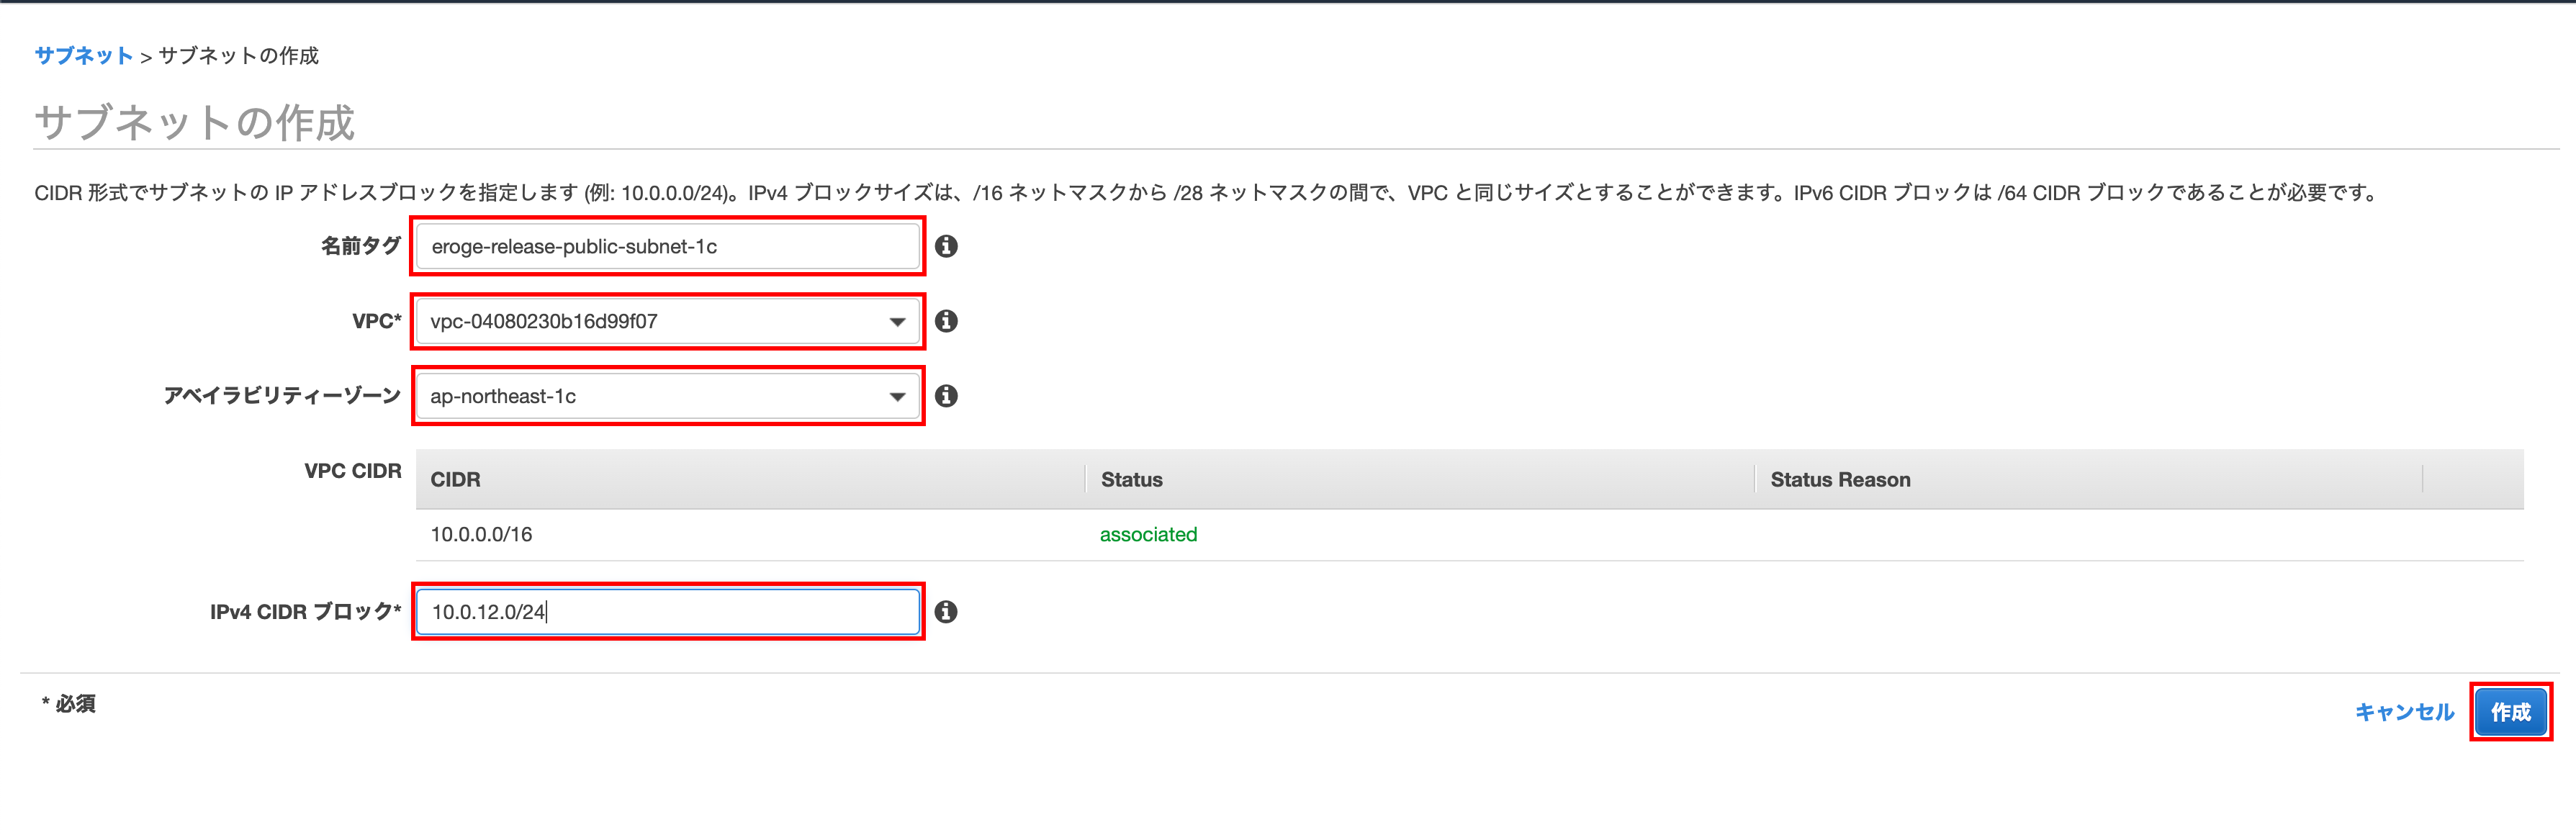 サブネット > サブネットの作成
サブネットの作成
CIDR 形式でサブネットの IP アドレスブロックを指定します (例: 10.0.0.0/24)。IPv4 ブロックサイズは、/16 ネットマスクから /28 ネットマスクの間で、VPC と同じサイズとすることができます。IPv6 CIDR ブロックは /64 CIDR ブロックであることが必要です。
名前タグ eroge-release-public-subnet-1c
VPC* vpc-04080230b16d99f07
アベイラビリティーゾーン ap-northeast-1c
VPC CIDR CIDR Status Status Reason
10.0.0.0/16 associated
IPv4 CIDR ブロック* 10.0.12.0/24
* 必須 キャンセル 作成